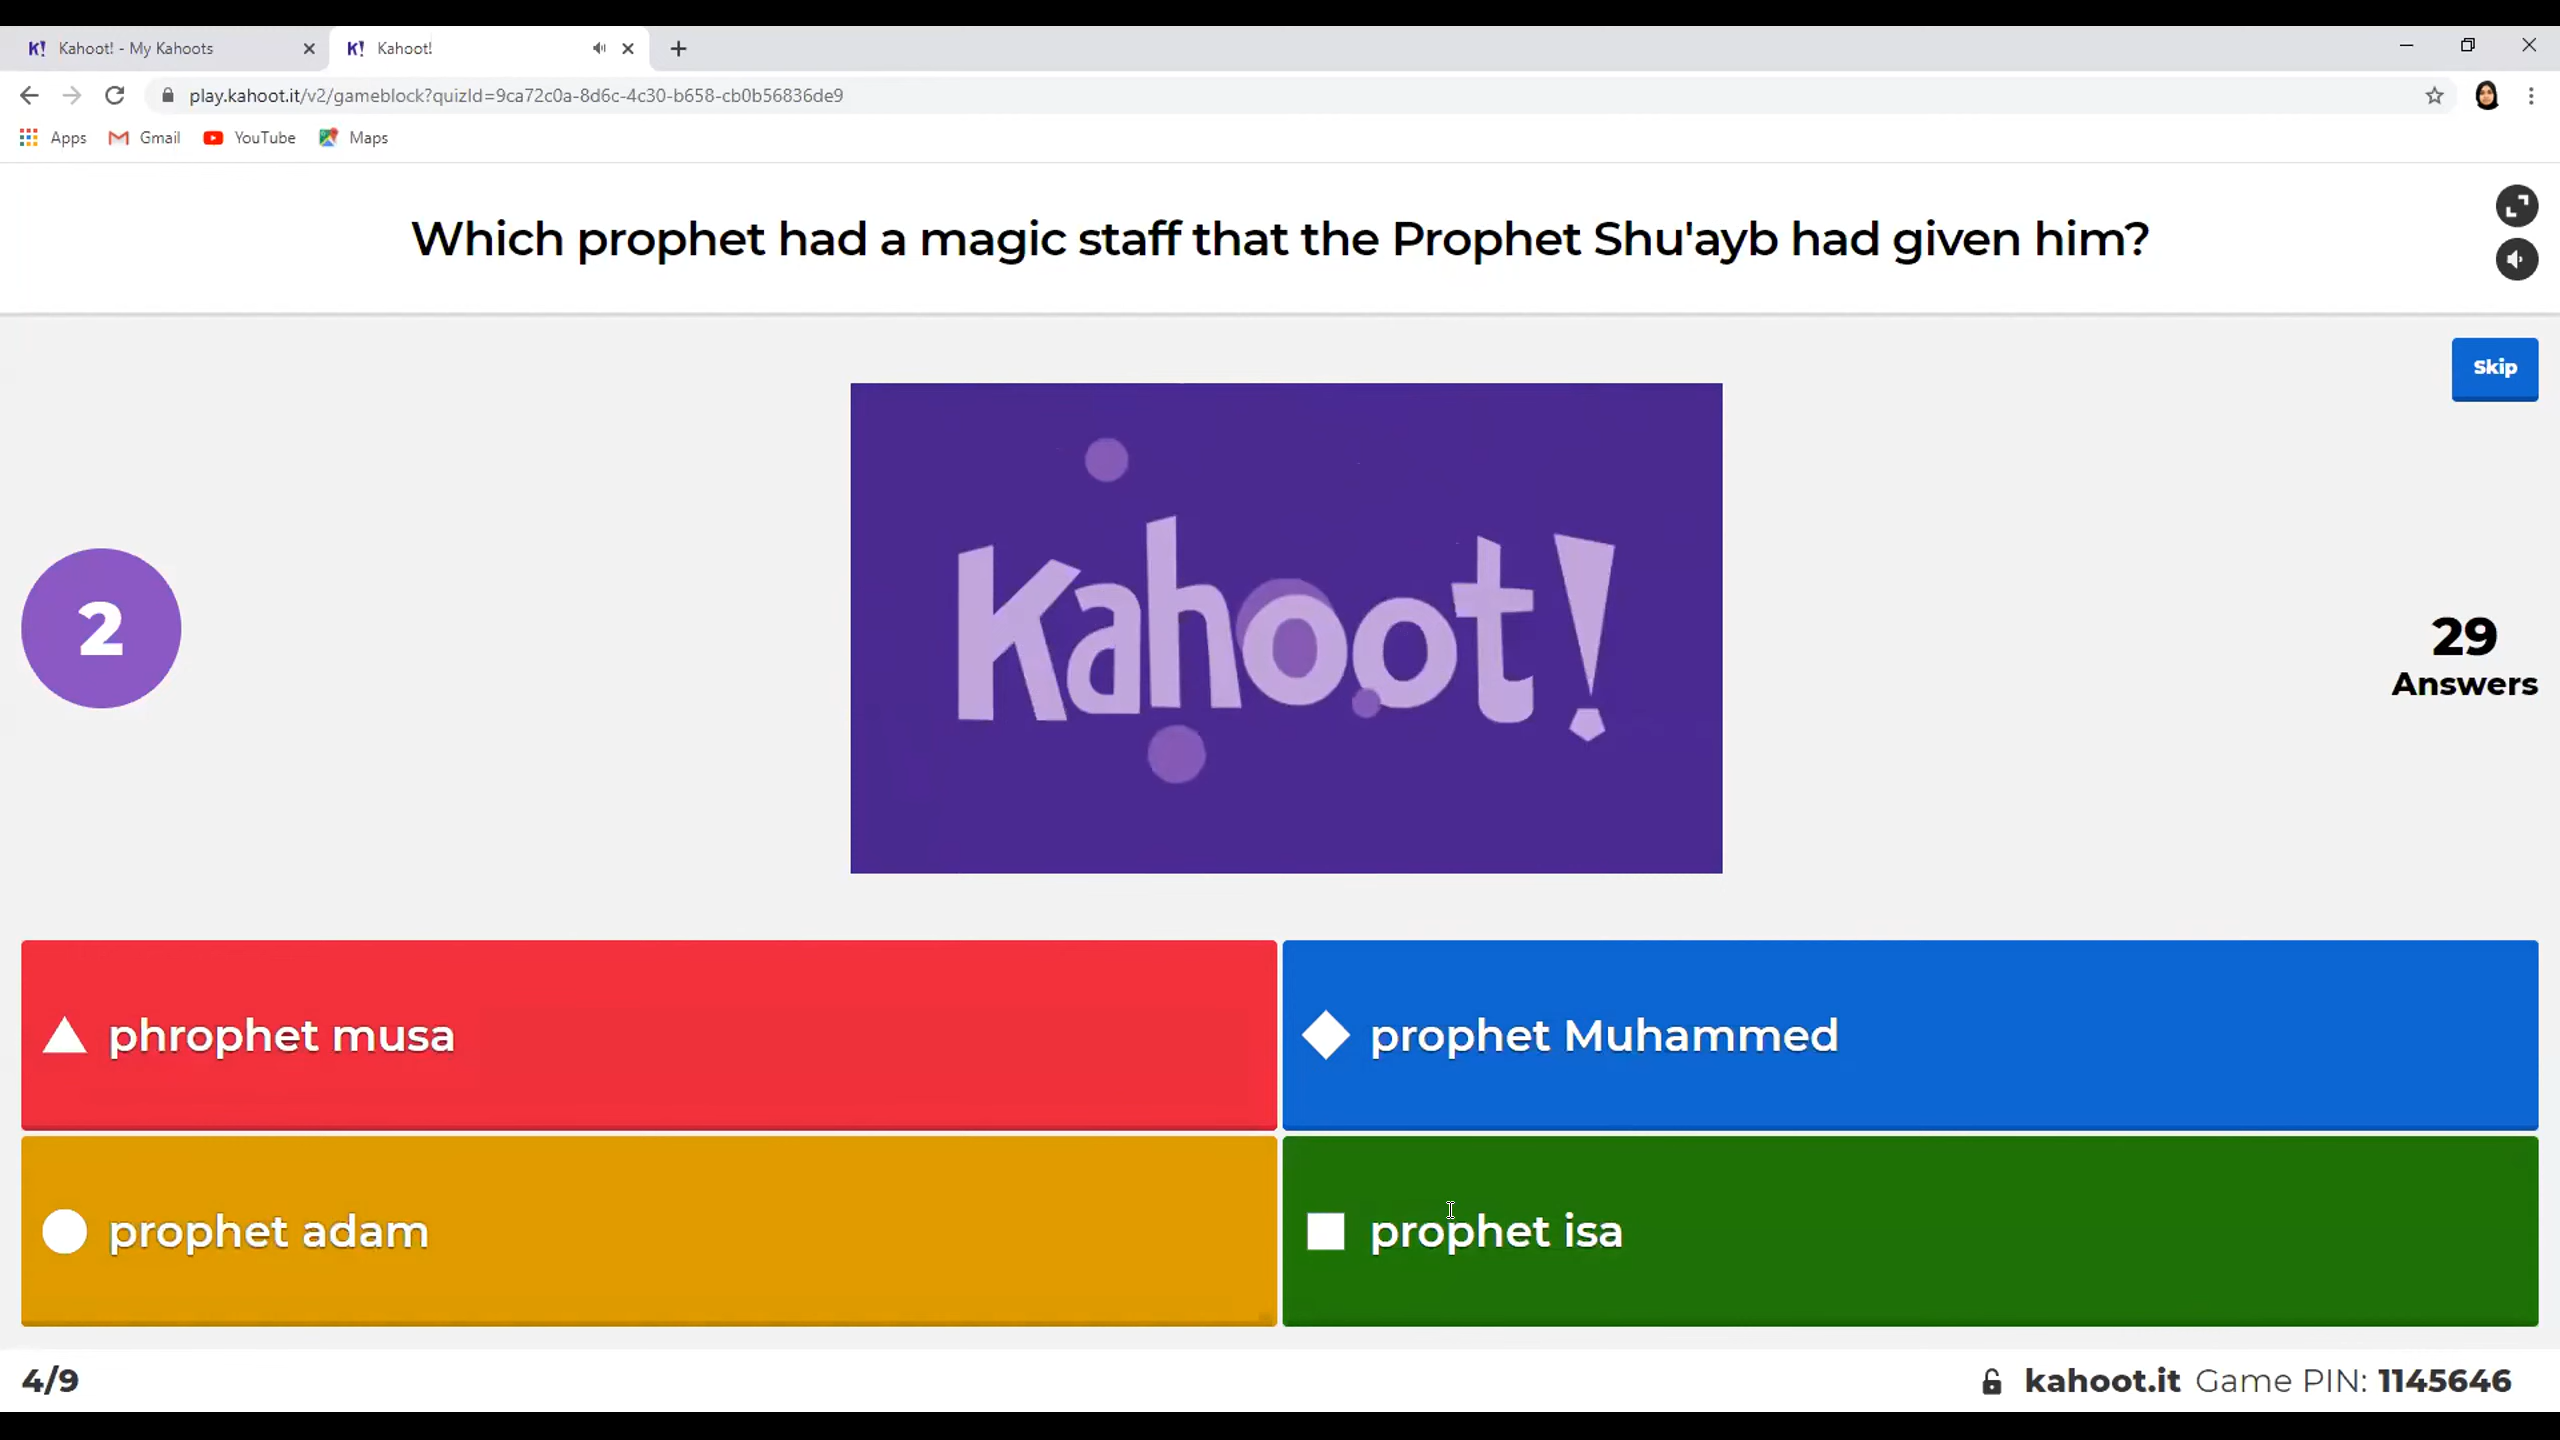 Kahoot! - My Kahoots
Kahoot!
play.kahoot.it/v2/gameblock?quizId=9ca72c0a-8d6c-4c30-b658-cb0b56836de9
Apps
Gmail
YouTube
Maps
Which prophet had a magic staff that the Prophet Shu'ayb had given him?
Skip
Kahoot!
2
29
Answers
phrophet musa
prophet Muhammed
prophet adam
prophet isa
4/9
kahoot.it Game PIN: 1145646